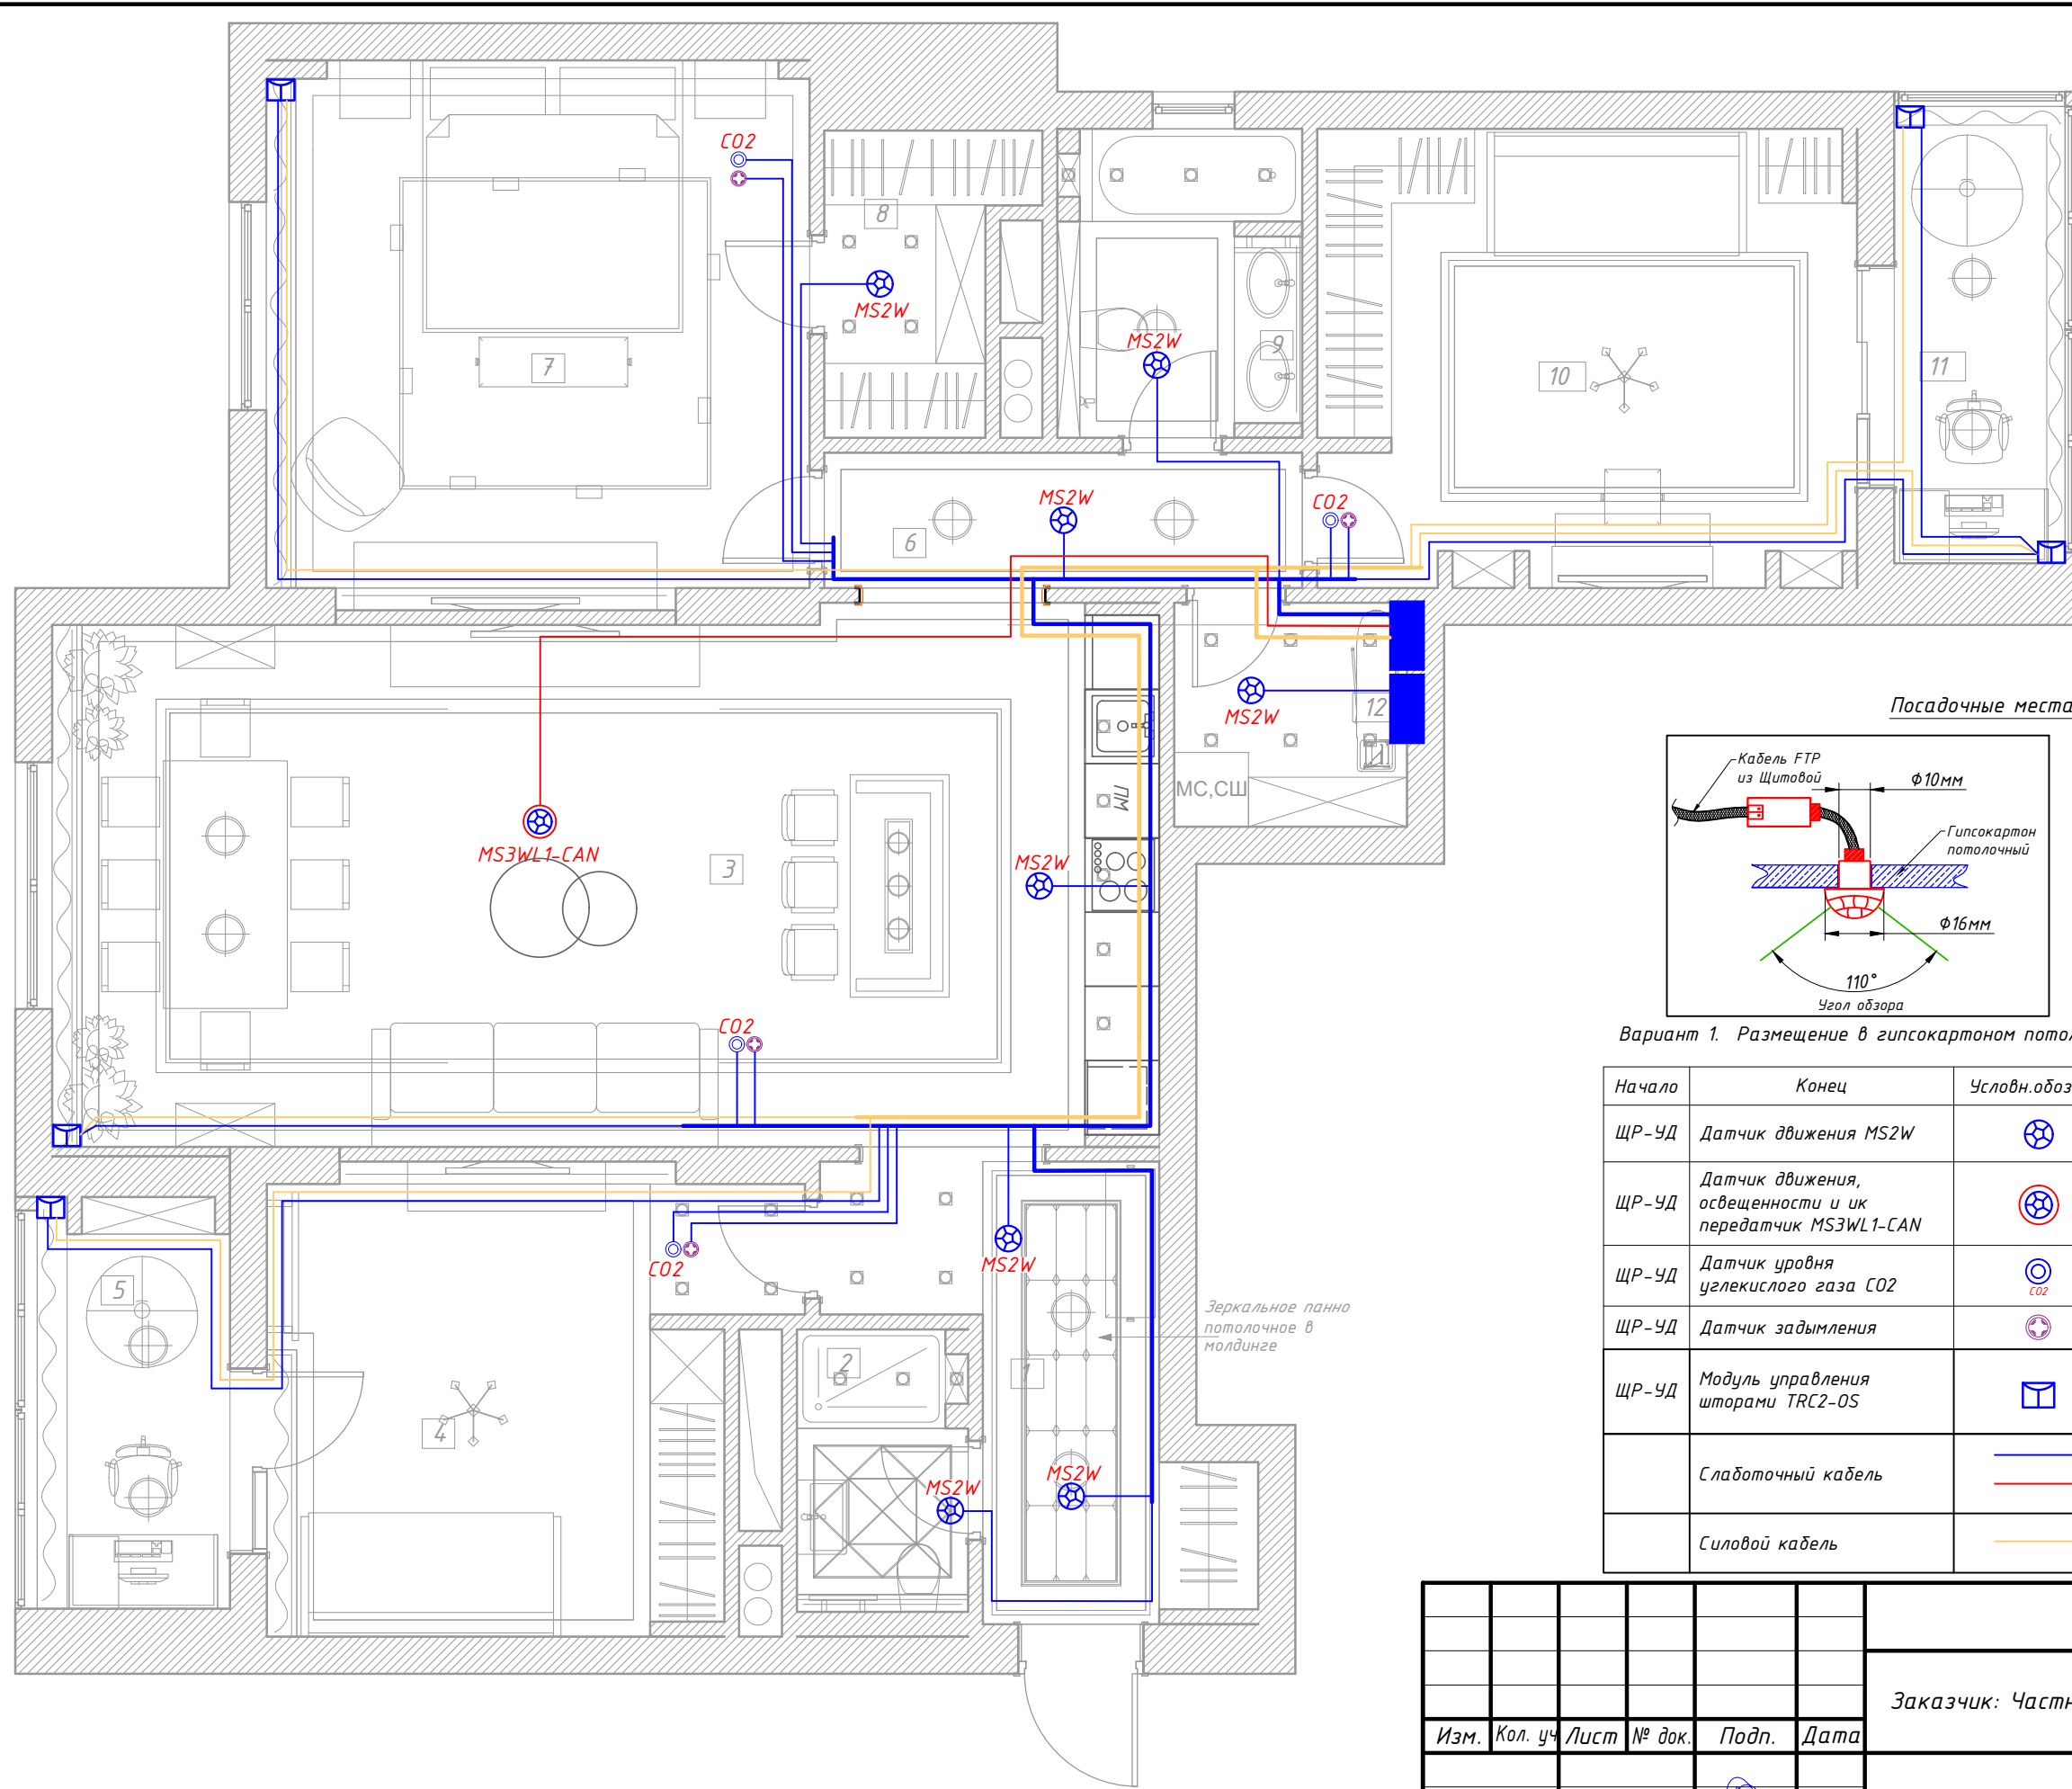 CO2
8
MS2W
MS2W
9
7
10
11
MS2W
CO2
6
MS2W
12
МС,СШ
ПМ
MS3WL1-CAN
3
MS2W
CO2
CO2
MS2W
5
Зеркальное панно
потолочное в
молдинге
2
1
4
MS2W
MS2W
Посадочные места
Кабель FTP
из Щитовой
Ф10мм
Гипсокартон
потолочный
Ф16мм
110°
Угол обзора
Вариант 1. Размещение в гипсокартоном
Начало Конец Условн.обоз
ЩР-УД Датчик движения MS2W
ЩР-УД Датчик движения,
освещенности и ик
передатчик MS3WL1-CAN
ЩР-УД Датчик уровня
углекислого газа CO2
CO2
ЩР-УД Датчик задымления
ЩР-УД Модуль управления
шторами TRC2-OS
Слаботочный кабель
Силовой кабель
Заказчик:
Изм. Кол. уч Лист № док. Подп. Дата